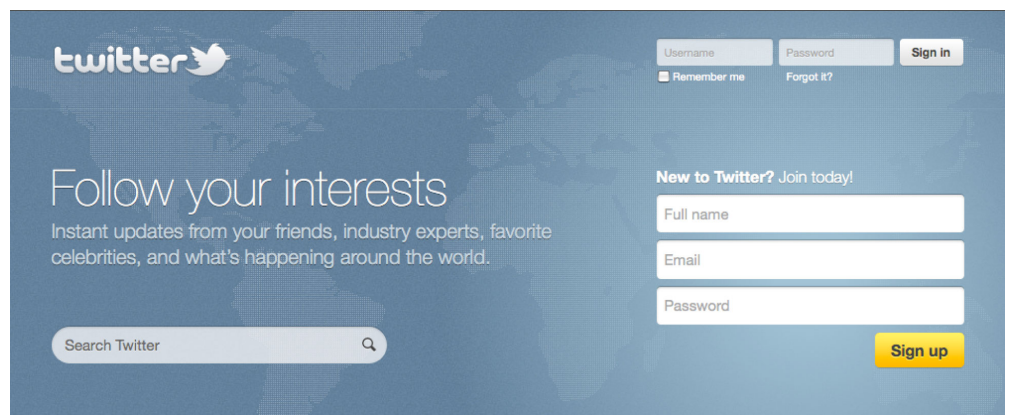 twitter
Username
Password
Sign in
Remember me
Forgot it?
Follow your interests
Instant updates from your friends, industry experts, favorite
celebrities, and what's happening around the world.
Search Twitter
New to Twitter? Join today!
Full name
Email
Password
Sign up